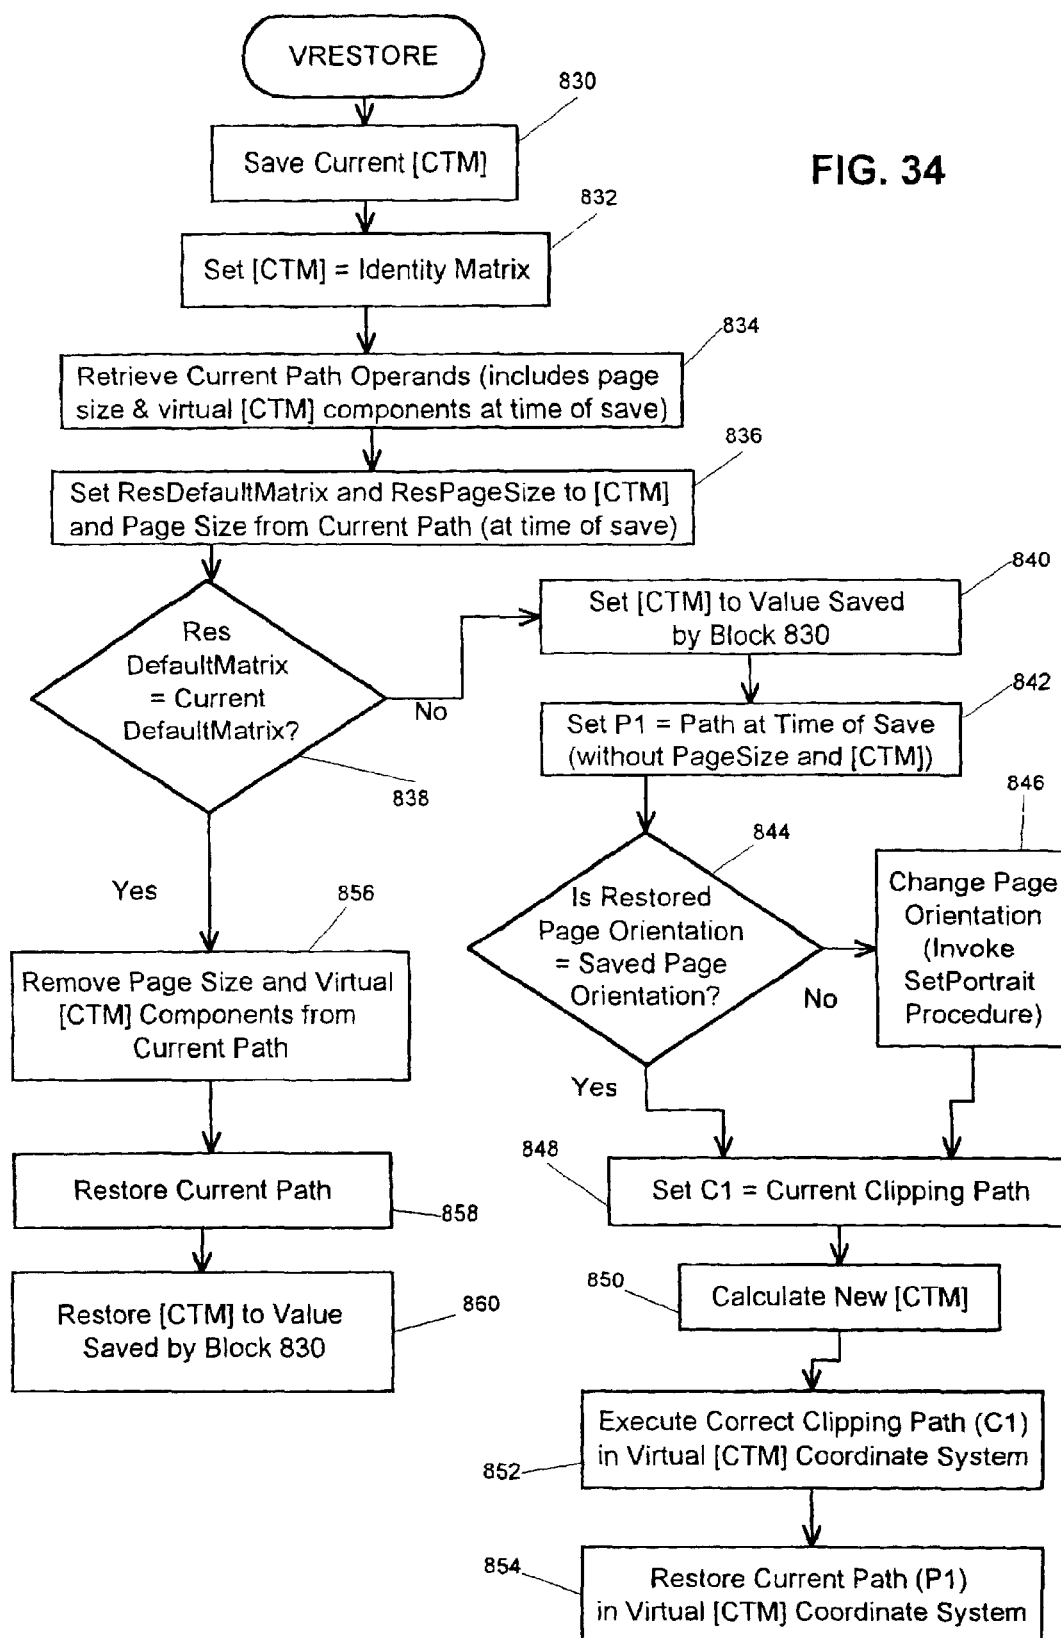 VRESTORE
830
Save Current [CTM]
FIG. 34
832
Set [CTM] = Identity Matrix
834
Retrieve Current Path Operands (includes page
size & virtual [CTM] components at time of save)
836
Set ResDefaultMatrix and ResPageSize to [CTM]
and Page Size from Current Path (at time of save)
840
Set [CTM] to Value Saved
by Block 830
Res
DefaultMatrix
= Current
DefaultMatrix?
No
838
842
Set P1 = Path at Time of Save
(without PageSize and [CTM])
844
846
Is Restored
Page Orientation
= Saved Page
Orientation?
No
Change Page
Orientation
(Invoke
SetPortrait
Procedure)
Yes
856
Remove Page Size and Virtual
[CTM] Components from
Current Path
Yes
848
Set C1 = Current Clipping Path
Restore Current Path
858
850
Calculate New [CTM]
Restore [CTM] to Value
Saved by Block 830
860
Execute Correct Clipping Path (C1)
in Virtual [CTM] Coordinate System
852
854
Restore Current Path (P1)
in Virtual [CTM] Coordinate System